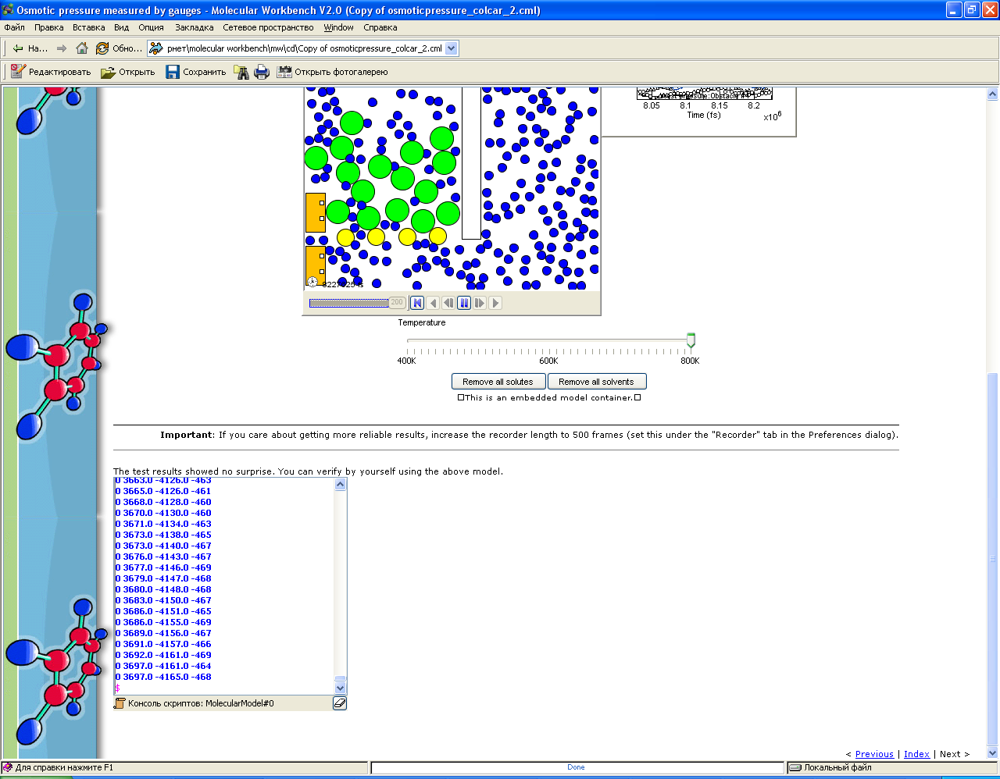 Osmotic pressure measured by gauges - Molecular Workbench V2.0 (Copy of osmoticpressure_colcar_2.cml)
Файл Правка Вставка Вид Опция Закладка Сетевое пространство Window Справка
На... Обно... рнет\molecular workbench\mw\cd\Copy of osmoticpressure_colcar_2.cml
Редактировать Открыть Сохранить Открыть фотогалерею
8.05 8.1 8.15 8.2
Time (fs) x10⁶
200
Temperature
400K 600K 800K
Remove all solutes Remove all solvents
This is an embedded model container.
Important: If you care about getting more reliable results, increase the recorder length to 500 frames (set this under the "Recorder" tab in the Preferences dialog).
The test results showed no surprise. You can verify by yourself using the above model.
0 3663.0 -4126.0 -463
0 3665.0 -4126.0 -461
0 3668.0 -4128.0 -460
0 3670.0 -4130.0 -460
0 3671.0 -4134.0 -463
0 3673.0 -4138.0 -465
0 3673.0 -4140.0 -467
0 3676.0 -4143.0 -467
0 3677.0 -4146.0 -469
0 3679.0 -4147.0 -468
0 3680.0 -4148.0 -468
0 3683.0 -4150.0 -467
0 3686.0 -4151.0 -465
0 3686.0 -4155.0 -469
0 3689.0 -4156.0 -467
0 3691.0 -4157.0 -466
0 3692.0 -4161.0 -469
0 3697.0 -4161.0 -464
0 3697.0 -4165.0 -468
$
Консоль скриптов: MolecularModel#0
< Previous | Index | Next >
Для справки нажмите F1 Done Локальный файл